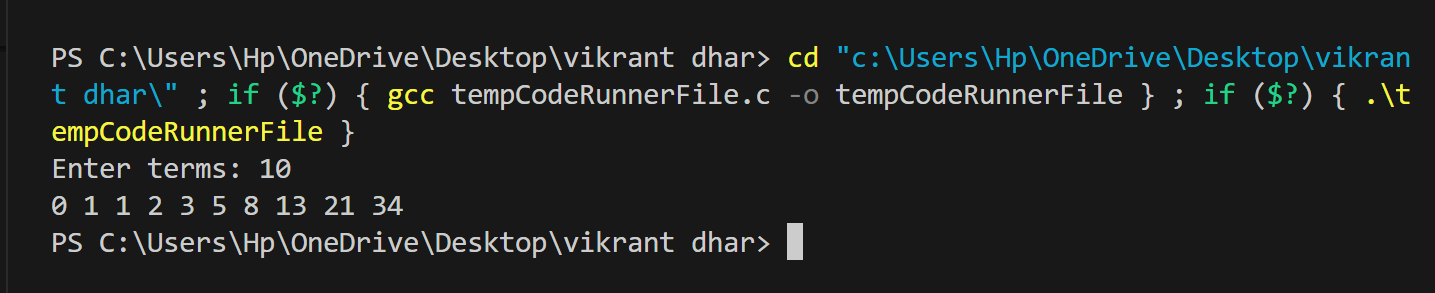 PS C:\Users\Hp\OneDrive\Desktop\vikrant dhar> cd "c:\Users\Hp\OneDrive\Desktop\vikran
t dhar\" ; if ($?) { gcc tempCodeRunnerFile.c -o tempCodeRunnerFile } ; if ($?) { .\t
empCodeRunnerFile }
Enter terms: 10
0 1 1 2 3 5 8 13 21 34
PS C:\Users\Hp\OneDrive\Desktop\vikrant dhar>